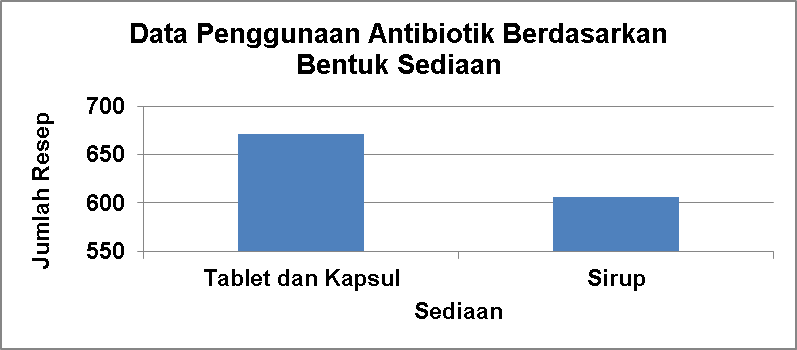 Data Penggunaan Antibiotik Berdasarkan
Bentuk Sediaan
Jumlah Resep
700
650
600
550
Tablet dan Kapsul
Sirup
Sediaan